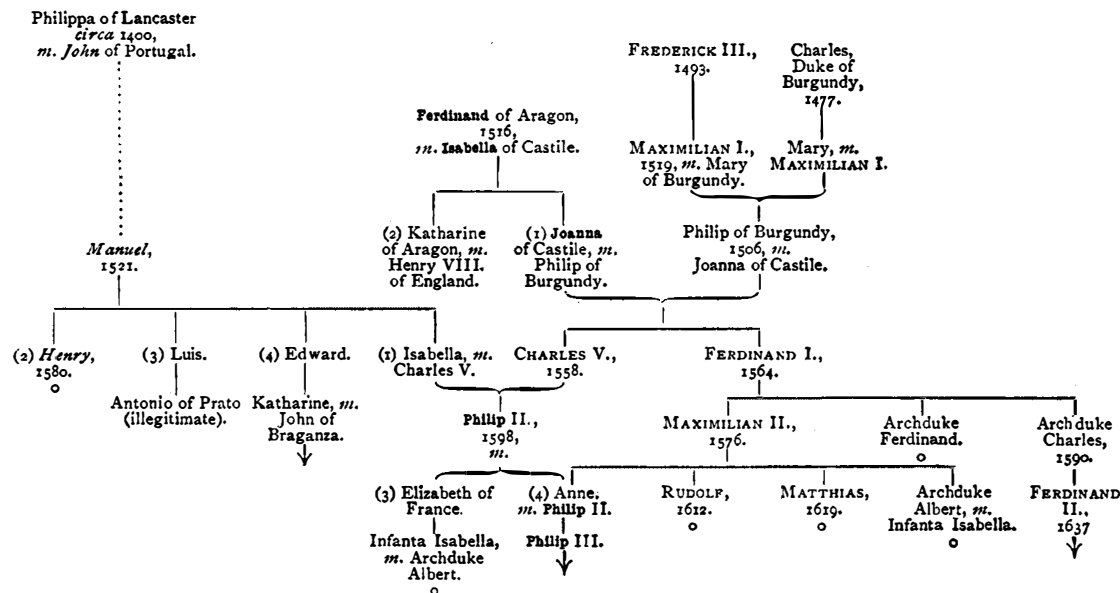 Philippa of Lancaster
circa 1400,
m. John of Portugal.
FREDERICK III.,
1493.
Charles,
Duke of
Burgundy,
1477.
Ferdinand of Aragon,
1516,
m. Isabella of Castile.
MAXIMILIAN I.,
1519, m. Mary
of Burgundy.
Mary, m.
MAXIMILIAN I.
Manuel,
1521.
(2) Katharine
of Aragon, m.
Henry VIII.
of England.
(1) Joanna
of Castile, m.
Philip of
Burgundy.
Philip of Burgundy,
1506, m.
Joanna of Castile.
(2) Henry,
1580.
(3) Luis.
(4) Edward.
(1) Isabella, m.
Charles V.
CHARLES V.,
1558.
FERDINAND I.,
1564.
Antonio of Prato
(illegitimate).
Katharine, m.
John of
Braganza.
Philip II.,
1598,
m.
MAXIMILIAN II.,
1576.
Archduke
Ferdinand.
Archduke
Charles,
1590.
(3) Elizabeth of
France.
(4) Anne,
m. Philip II.
RUDOLF,
1612.
MATTHIAS,
1619.
Archduke
Albert, m.
Infanta Isabella.
FERDINAND
II.,
1637
Infanta Isabella,
m. Archduke
Albert.
Philip III.